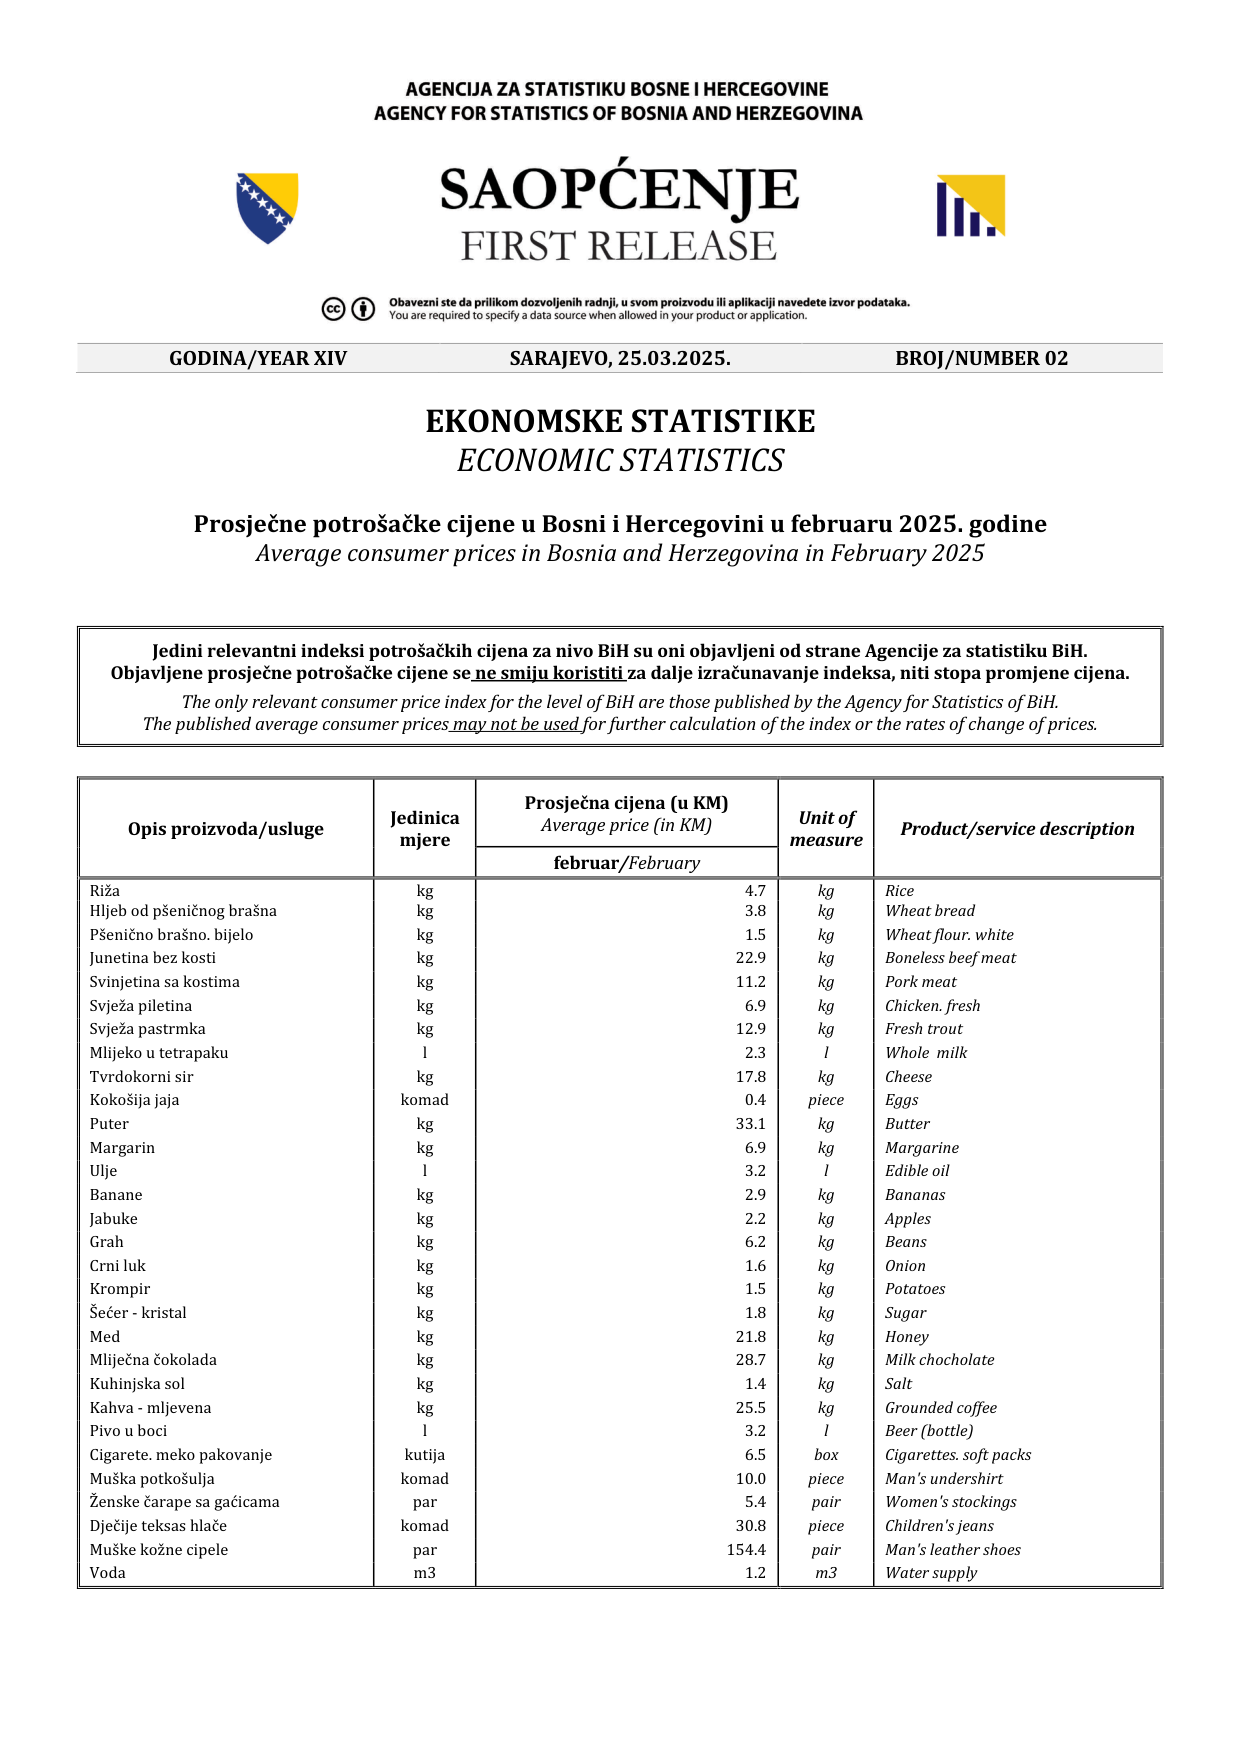 AGENCIJA ZA STATISTIKU BOSNE I HERCEGOVINE
AGENCY FOR STATISTICS OF BOSNIA AND HERZEGOVINA
SAOPĆENJE
FIRST RELEASE
cc Obavezni ste da prilikom dozvoljenih radnji, u svom proizvodu ili aplikaciji navedete izvor podataka.
You are required to specify a data source when allowed in your product or application.
GODINA/YEAR XIV SARAJEVO, 25.03.2025. BROJ/NUMBER 02
EKONOMSKE STATISTIKE
ECONOMIC STATISTICS
Prosječne potrošačke cijene u Bosni i Hercegovini u februaru 2025. godine
Average consumer prices in Bosnia and Herzegovina in February 2025
Jedini relevantni indeksi potrošačkih cijena za nivo BiH su oni objavljeni od strane Agencije za statistiku BiH.
Objavljene prosječne potrošačke cijene se ne smiju koristiti za dalje izračunavanje indeksa, niti stopa promjene cijena.
The only relevant consumer price index for the level of BiH are those published by the Agency for Statistics of BiH.
The published average consumer prices may not be used for further calculation of the index or the rates of change of prices.
Opis proizvoda/usluge
Jedinica
mjere
Prosječna cijena (u KM)
Average price (in KM)
februar/February
Unit of
measure
Product/service description
Riža kg 4.7 kg Rice
Hljeb od pšeničnog brašna kg 3.8 kg Wheat bread
Pšenično brašno. bijelo kg 1.5 kg Wheat flour. white
Junetina bez kosti kg 22.9 kg Boneless beef meat
Svinjetina sa kostima kg 11.2 kg Pork meat
Svježa piletina kg 6.9 kg Chicken. fresh
Svježa pastrmka kg 12.9 kg Fresh trout
Mlijeko u tetrapaku l 2.3 l Whole milk
Tvrdokorni sir kg 17.8 kg Cheese
Kokošija jaja komad 0.4 piece Eggs
Puter kg 33.1 kg Butter
Margarin kg 6.9 kg Margarine
Ulje l 3.2 l Edible oil
Banane kg 2.9 kg Bananas
Jabuke kg 2.2 kg Apples
Grah kg 6.2 kg Beans
Crni luk kg 1.6 kg Onion
Krompir kg 1.5 kg Potatoes
Šećer - kristal kg 1.8 kg Sugar
Med kg 21.8 kg Honey
Mliječna čokolada kg 28.7 kg Milk chocholate
Kuhinjska sol kg 1.4 kg Salt
Kahva - mljevena kg 25.5 kg Grounded coffee
Pivo u boci l 3.2 l Beer (bottle)
Cigarete. meko pakovanje kutija 6.5 box Cigarettes. soft packs
Muška potkošulja komad 10.0 piece Man's undershirt
Ženske čarape sa gaćicama par 5.4 pair Women's stockings
Dječije teksas hlače komad 30.8 piece Children's jeans
Muške kožne cipele par 154.4 pair Man's leather shoes
Voda m3 1.2 m3 Water supply